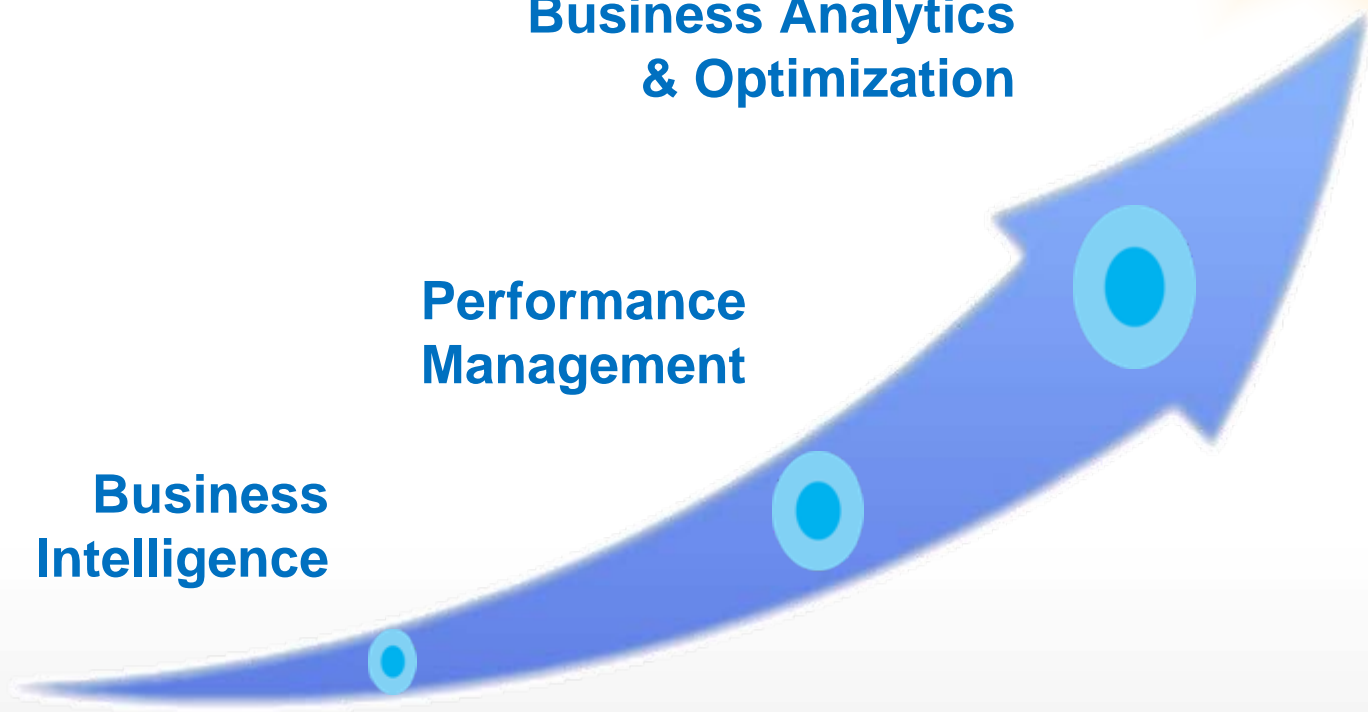 Business Analytics
& Optimization
Performance
Management
Business
Intelligence